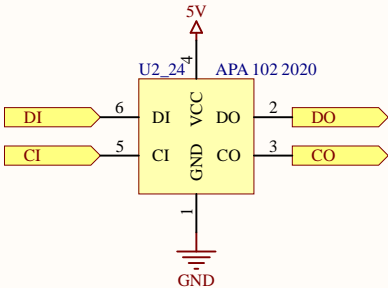 5V
4
U2_24 APA 102 2020
DI 6 DI VCC DO 2 DO
CI 5 CI GND CO 3 CO
1
GND